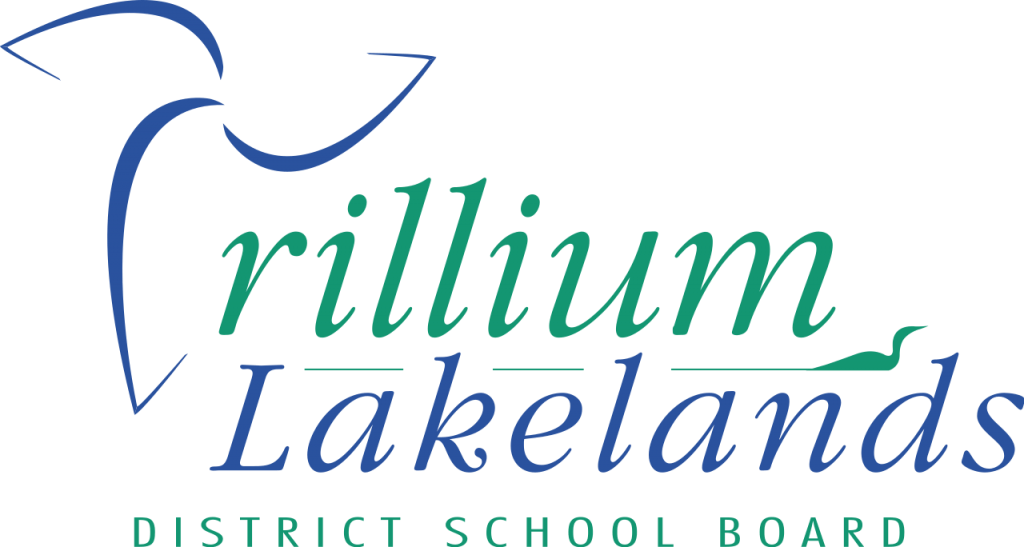 Trillium
Lakelands
DISTRICT SCHOOL BOARD